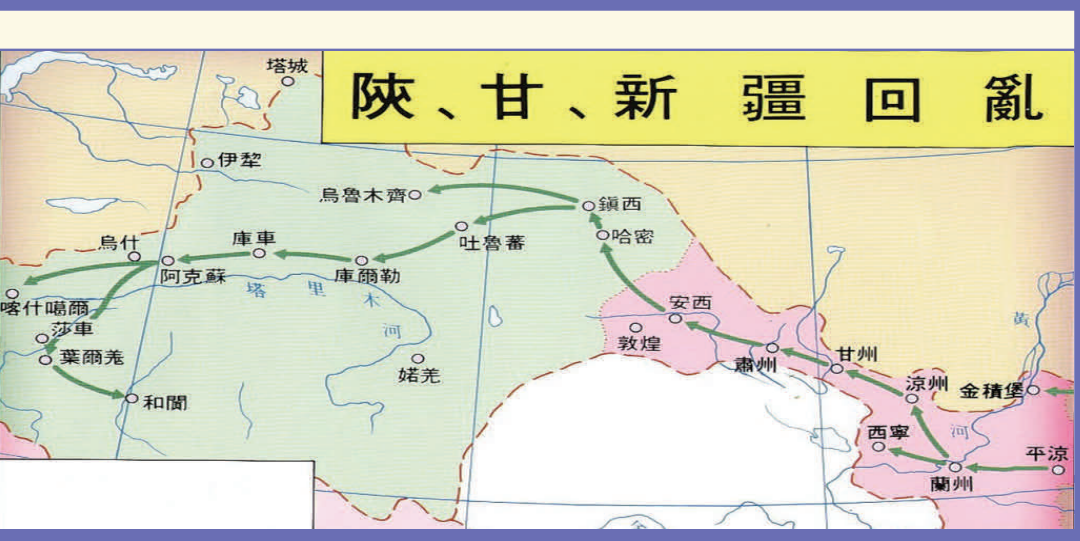 陝、甘、新疆回亂
塔城
伊犂
烏魯木齊
鎮西
哈密
吐魯蕃
烏什
庫車
阿克蘇
庫爾勒
喀什噶爾
塔里木河
莎車
葉爾羗
和闐
婼羌
安西
敦煌
肅州
甘州
涼州
金積堡
黃河
西寧
蘭州
平涼